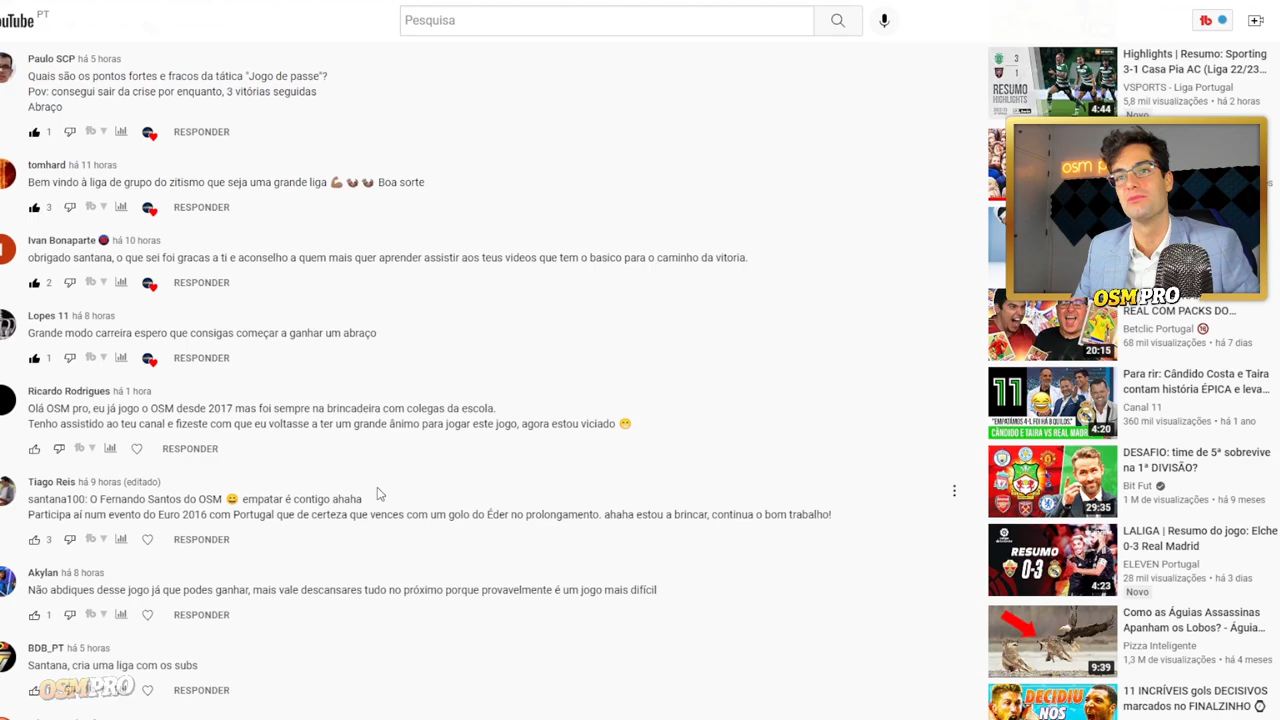 ouTube PT
Pesquisa
Paulo SCP há 5 horas
Quais são os pontos fortes e fracos da tática "Jogo de passe"?
Pov: consegui sair da crise por enquanto, 3 vitórias seguidas
Abraço
1 RESPONDER
tomhard há 11 horas
Bem vindo à liga de grupo do zitismo que seja uma grande liga 💪🏽 🦦 🦦 Boa sorte
3 RESPONDER
Ivan Bonaparte há 10 horas
obrigado santana, o que sei foi gracas a ti e aconselho a quem mais quer aprender assistir aos teus videos que tem o basico para o caminho da vitoria.
2 RESPONDER
Lopes 11 há 8 horas
Grande modo carreira espero que consigas começar a ganhar um abraço
1 RESPONDER
Ricardo Rodrigues há 1 hora
Olá OSM pro, eu já jogo o OSM desde 2017 mas foi sempre na brincadeira com colegas da escola.
Tenho assistido ao teu canal e fizeste com que eu voltasse a ter um grande ânimo para jogar este jogo, agora estou viciado 😁
RESPONDER
Tiago Reis há 9 horas (editado)
santana100: O Fernando Santos do OSM 😄 empatar é contigo ahaha
Participa aí num evento do Euro 2016 com Portugal que de certeza que vences com um golo do Éder no prolongamento. ahaha estou a brincar, continua o bom trabalho!
3 RESPONDER
Akylan há 8 horas
Não abdiques desse jogo já que podes ganhar, mais vale descansares tudo no próximo porque provavelmente é um jogo mais difícil
1 RESPONDER
BDB_PT há 5 horas
Santana, cria uma liga com os subs
RESPONDER
OSMPRO
3
1
RESUMO
HIGHLIGHTS
4:44
Highlights | Resumo: Sporting
3-1 Casa Pia AC (Liga 22/23...
VSPORTS - Liga Portugal
5,8 mil visualizações • há 2 horas
Novo
osm p
OSMPRO
20:15
REAL COM PACKS DO...
Betclic Portugal
68 mil visualizações • há 7 dias
11
"EMPATÁMOS 4-1, FOI HÁ 8 QUILOS."
CÂNDIDO E TAIRA VS REAL MADR
4:20
Para rir: Cândido Costa e Taira
contam história ÉPICA e leva...
Canal 11
360 mil visualizações • há 1 ano
29:35
DESAFIO: time de 5ª sobrevive
na 1ª DIVISÃO?
Bit Fut
1 M de visualizações • há 9 meses
RESUMO
0-3
4:23
LALIGA | Resumo do jogo: Elche
0-3 Real Madrid
ELEVEN Portugal
28 mil visualizações • há 3 dias
Novo
9:39
Como as Águias Assassinas
Apanham os Lobos? - Águia...
Pizza Inteligente
1,3 M de visualizações • há 4 meses
DECIDIU
NOS
11 INCRÍVEIS gOLS DECISIVOS
marcados no FINALZINHO